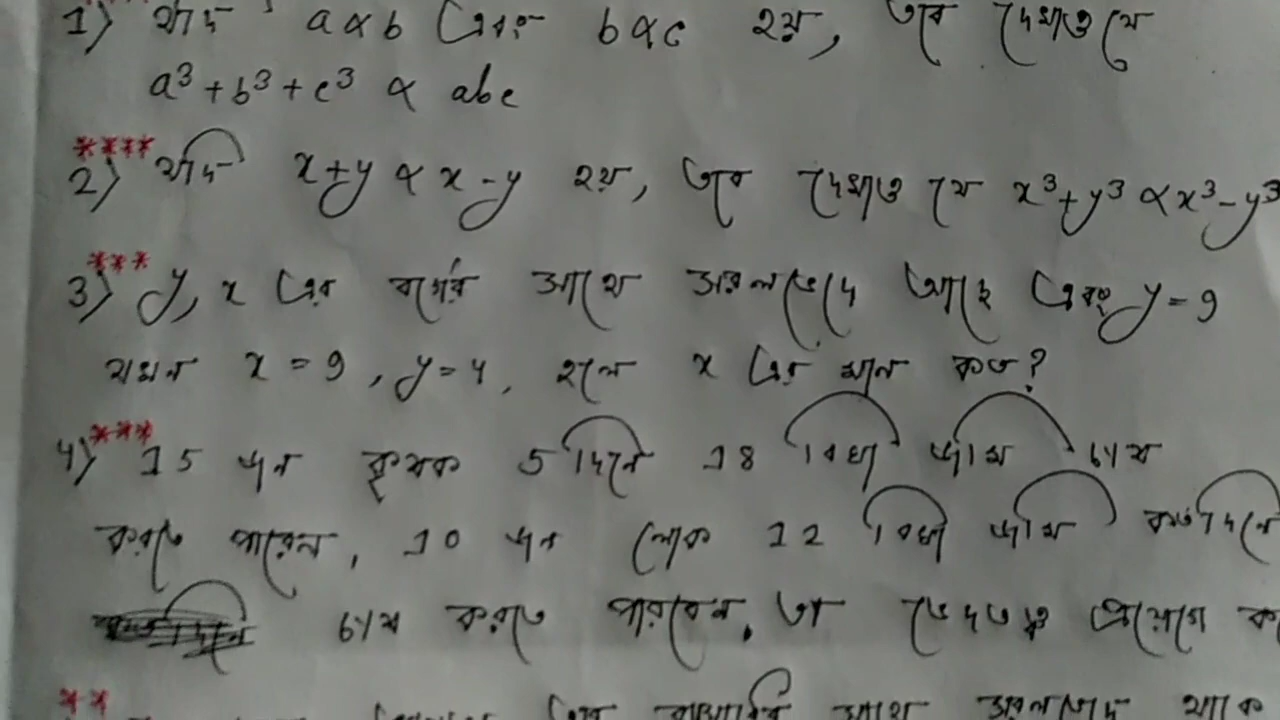 1) যদি a ∝ b এবং b ∝ c হয়, তবে দেখাও যে
a³ + b³ + c³ ∝ abc
****
2) যদি x+y ∝ x-y হয়, তবে দেখাও যে x³+y³ ∝ x³-y³
***
3) y, x এর বর্গের সাথে সরলভেদে আছে এবং y = 9
যখন x = 9, y = 4, হলে x এর মান কত?
***
4) 15 জন কৃষক 5 দিনে 18 বিঘা জমি চাষ
করতে পারেন, 10 জন লোক 12 বিঘা জমি কতদিনে
চাষ করতে পারবেন, তা ভেদতত্ত্ব প্রয়োগে ক
**